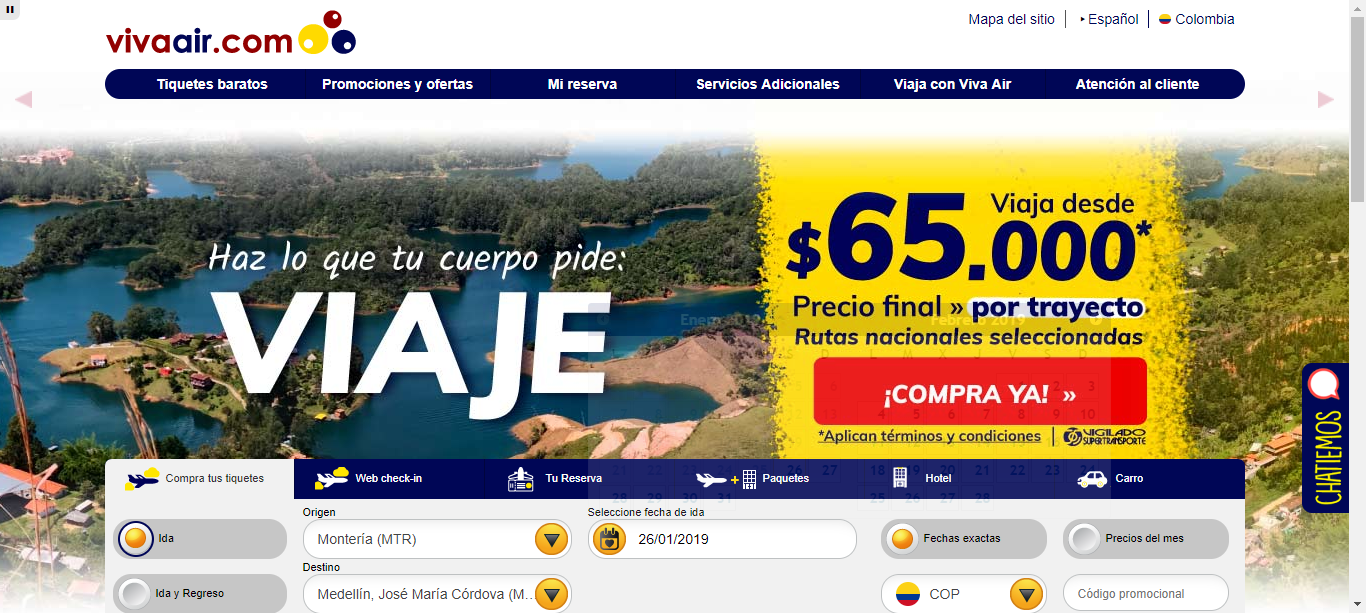 vivaair.com
Mapa del sitio
Español
Colombia
Tiquetes baratos
Promociones y ofertas
Mi reserva
Servicios Adicionales
Viaja con Viva Air
Atención al cliente
Haz lo que tu cuerpo pide:
VIAJE
Viaja desde
$65.000*
Precio final » por trayecto
Rutas nacionales seleccionadas
¡COMPRA YA! »
*Aplican términos y condiciones
VIGILADO
SUPERTRANSPORTE
CHATIEMOS
Compra tus tiquetes
Web check-in
Tu Reserva
Paquetes
Hotel
Carro
Ida
Origen
Montería (MTR)
Seleccione fecha de ida
26/01/2019
Fechas exactas
Precios del mes
Ida y Regreso
Destino
Medellín, José María Córdova (M...
COP
Código promocional